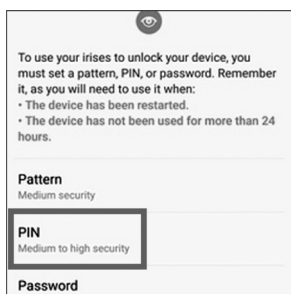 To use your irises to unlock your device, you
must set a pattern, PIN, or password. Remember
it, as you will need to use it when:
• The device has been restarted.
• The device has not been used for more than 24
hours.
Pattern
Medium security
PIN
Medium to high security
Password